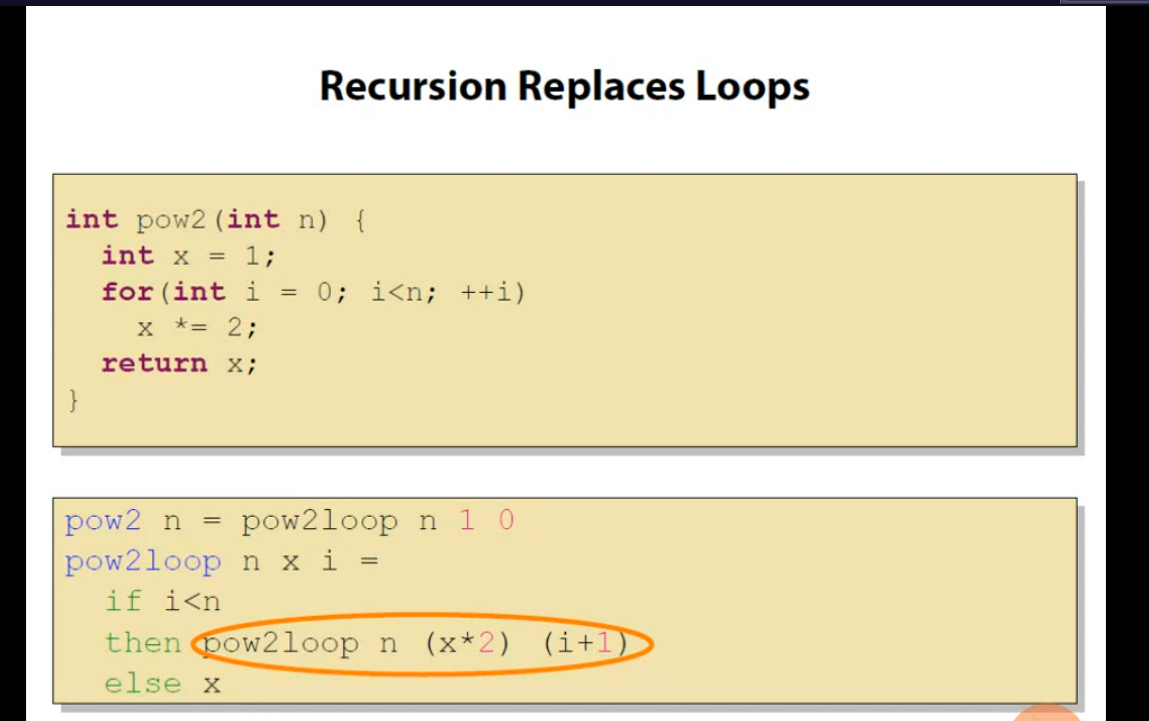 Recursion Replaces Loops
int pow2(int n) {
  int x = 1;
  for(int i = 0; i<n; ++i)
    x *= 2;
  return x;
}
pow2 n = pow2loop n 1 0
pow2loop n x i =
  if i<n
  then pow2loop n (x*2) (i+1)
  else x